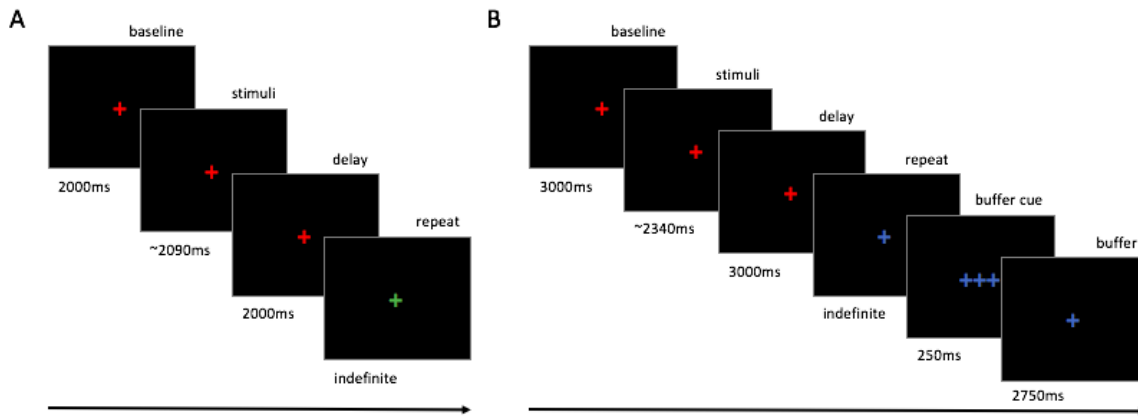 A
baseline
2000ms
stimuli
~2090ms
delay
2000ms
repeat
indefinite
B
baseline
3000ms
stimuli
~2340ms
delay
3000ms
repeat
indefinite
buffer cue
250ms
buffer
2750ms